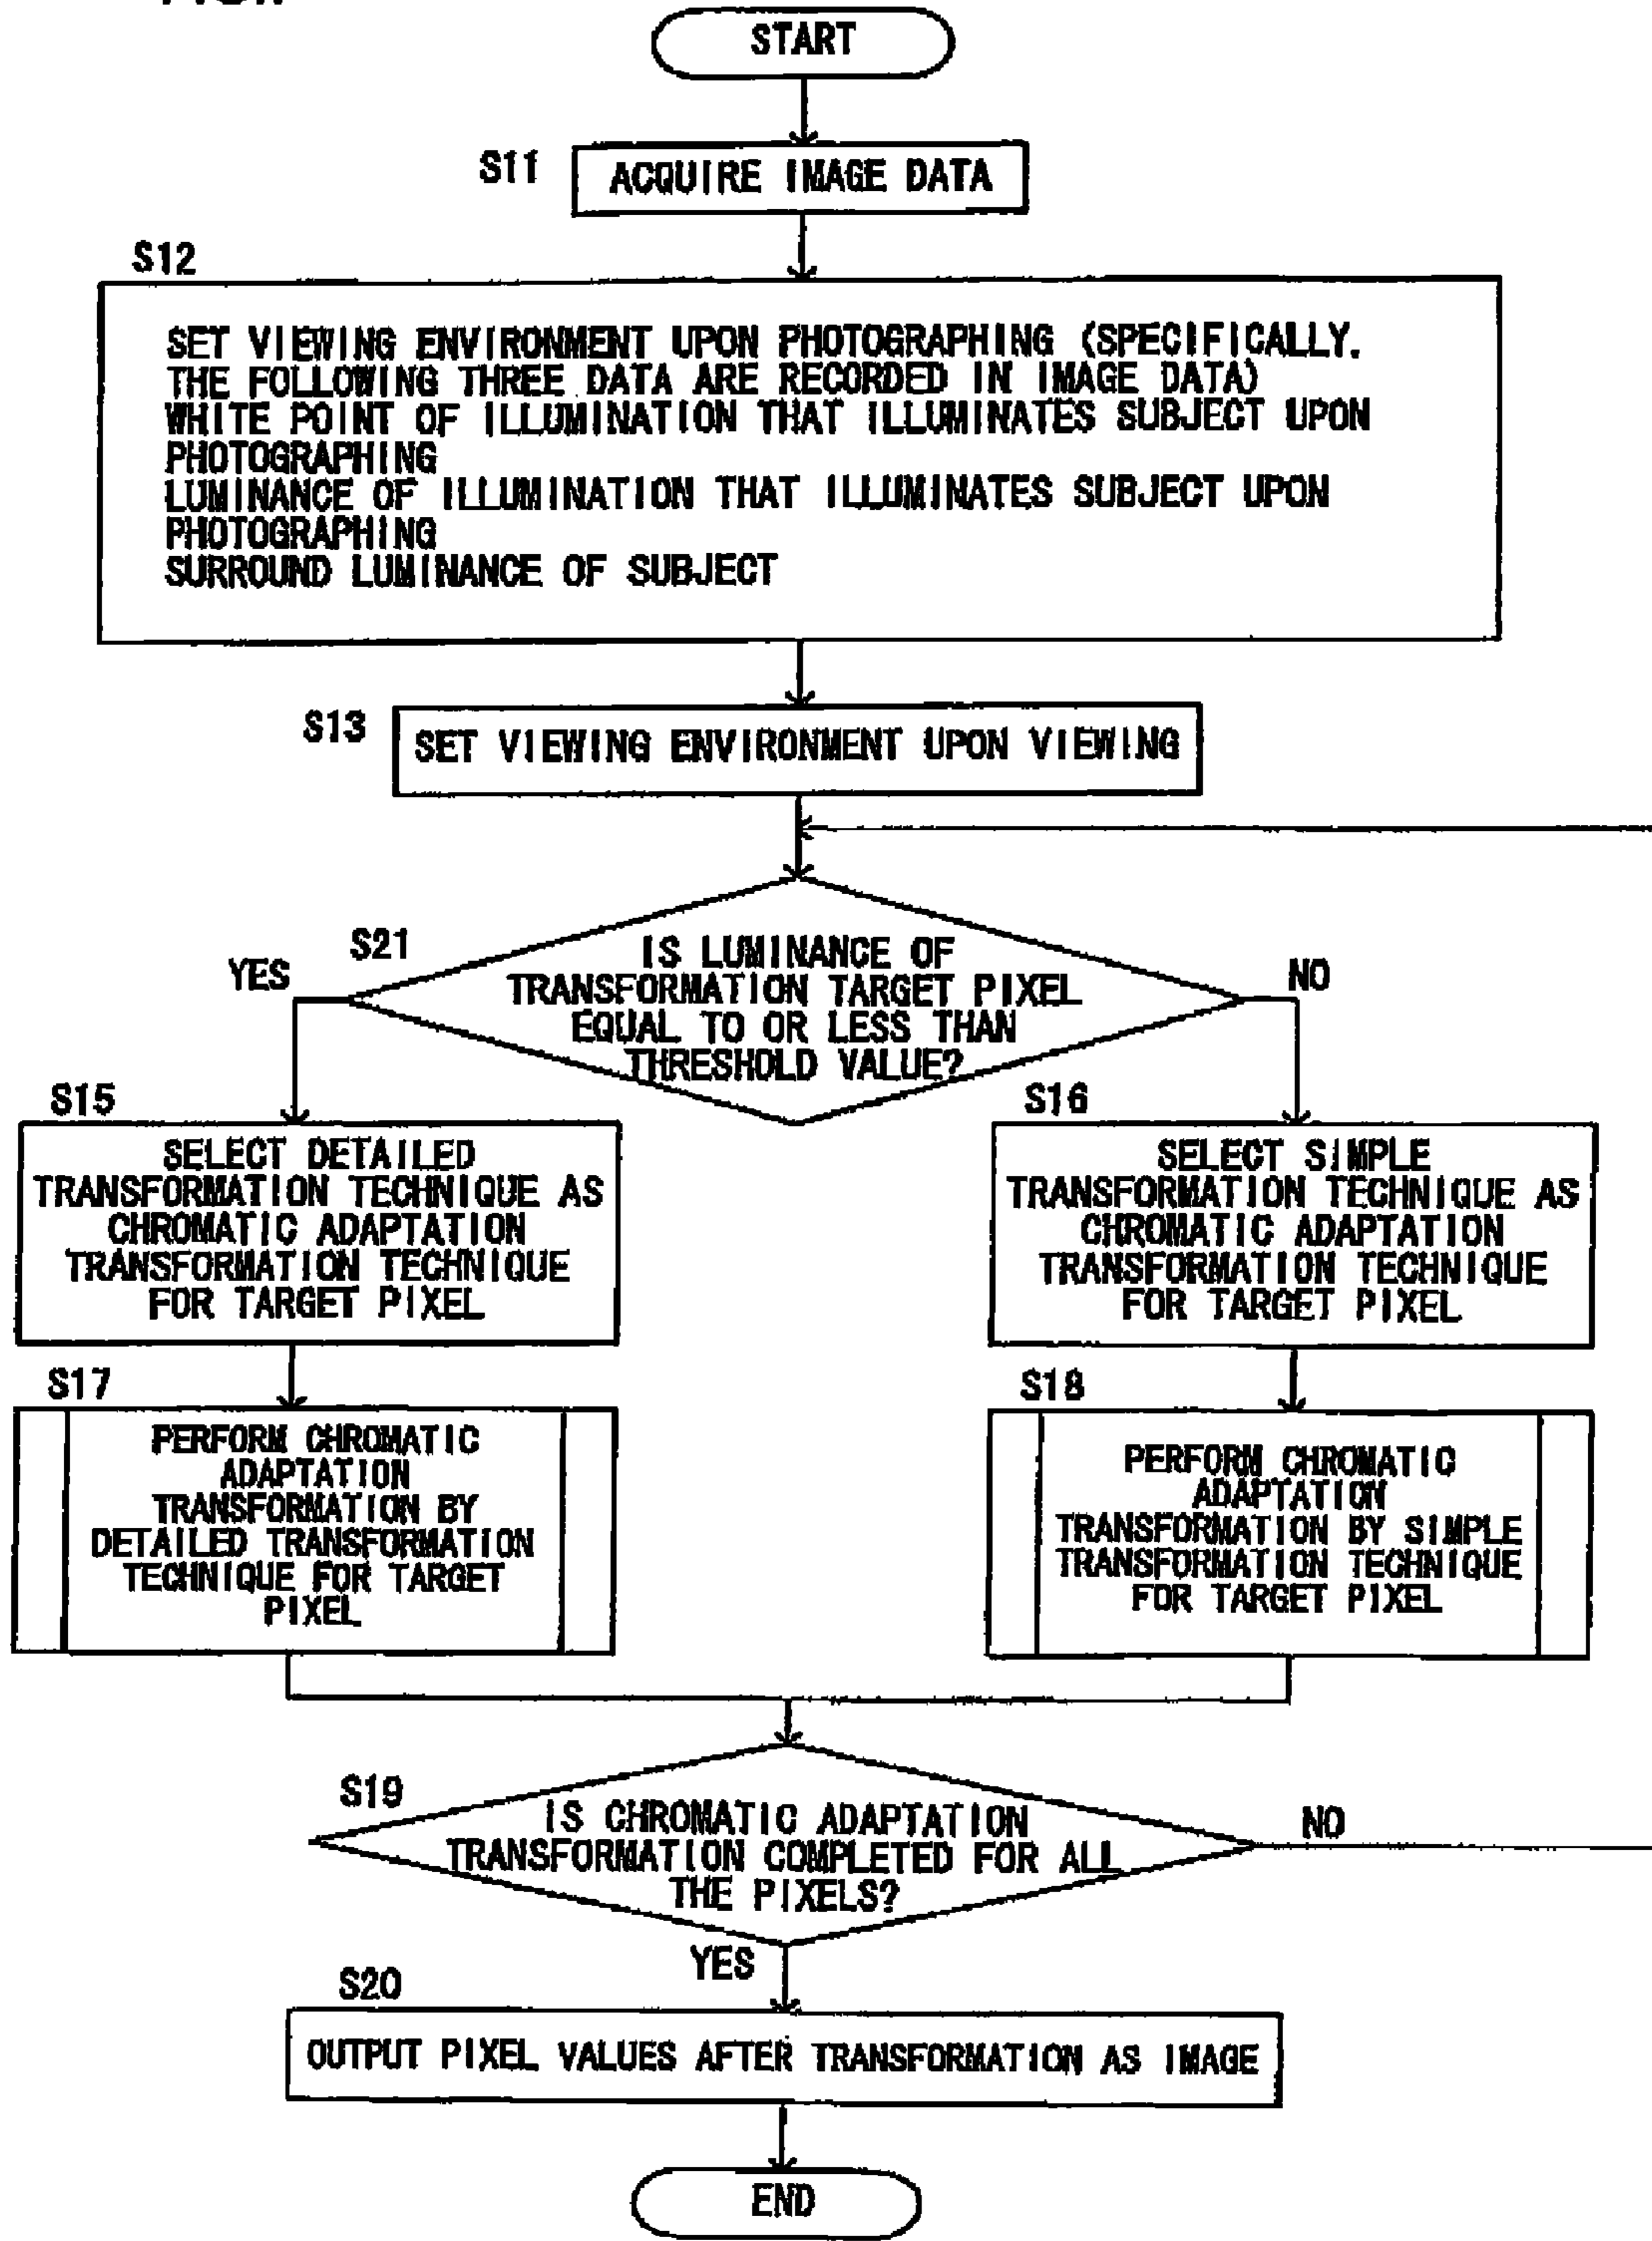 START
S11
ACQUIRE IMAGE DATA
S12
SET VIEWING ENVIRONMENT UPON PHOTOGRAPHING (SPECIFICALLY.
THE FOLLOWING THREE DATA ARE RECORDED IN IMAGE DATA)
WHITE POINT OF ILLUMINATION THAT ILLUMINATES SUBJECT UPON
PHOTOGRAPHING
LUMINANCE OF ILLUMINATION THAT ILLUMINATES SUBJECT UPON
PHOTOGRAPHING
SURROUND LUMINANCE OF SUBJECT
S13
SET VIEWING ENVIRONMENT UPON VIEWING
S21
IS LUMINANCE OF
TRANSFORMATION TARGET PIXEL
EQUAL TO OR LESS THAN
THRESHOLD VALUE?
YES
NO
S15
SELECT DETAILED
TRANSFORMATION TECHNIQUE AS
CHROMATIC ADAPTATION
TRANSFORMATION TECHNIQUE
FOR TARGET PIXEL
S16
SELECT SIMPLE
TRANSFORMATION TECHNIQUE AS
CHROMATIC ADAPTATION
TRANSFORMATION TECHNIQUE
FOR TARGET PIXEL
S17
PERFORM CHROMATIC
ADAPTATION
TRANSFORMATION BY
DETAILED TRANSFORMATION
TECHNIQUE FOR TARGET
PIXEL
S18
PERFORM CHROMATIC
ADAPTATION
TRANSFORMATION BY SIMPLE
TRANSFORMATION TECHNIQUE
FOR TARGET PIXEL
S19
IS CHROMATIC ADAPTATION
TRANSFORMATION COMPLETED FOR ALL
THE PIXELS?
NO
YES
S20
OUTPUT PIXEL VALUES AFTER TRANSFORMATION AS IMAGE
END